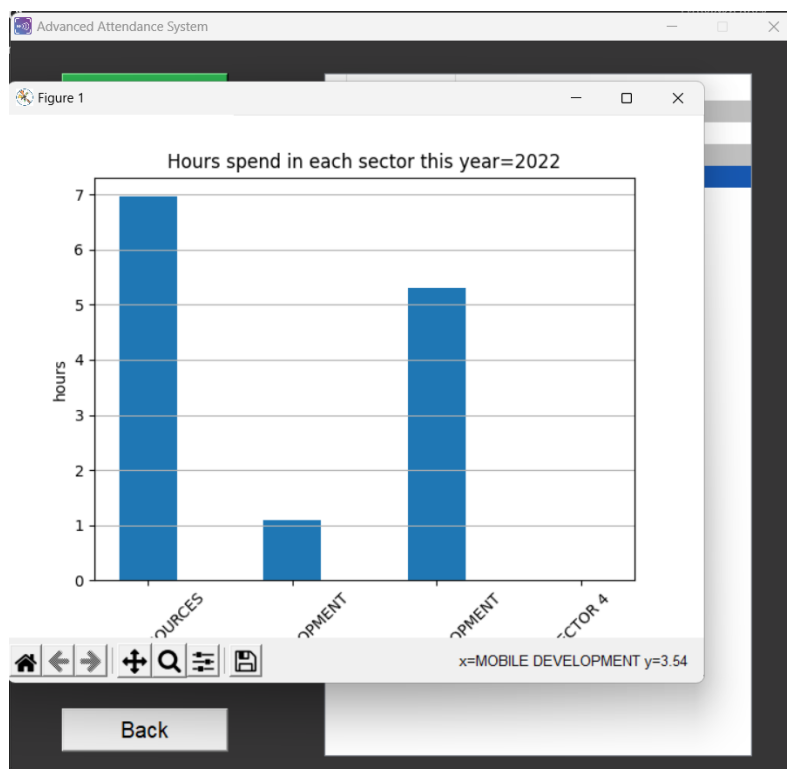 Advanced Attendance System
Figure 1
Hours spend in each sector this year=2022
7
6
5
4
3
2
1
0
hours
OURCES
OPMENT
OPMENT
ECTOR 4
x=MOBILE DEVELOPMENT y=3.54
Back